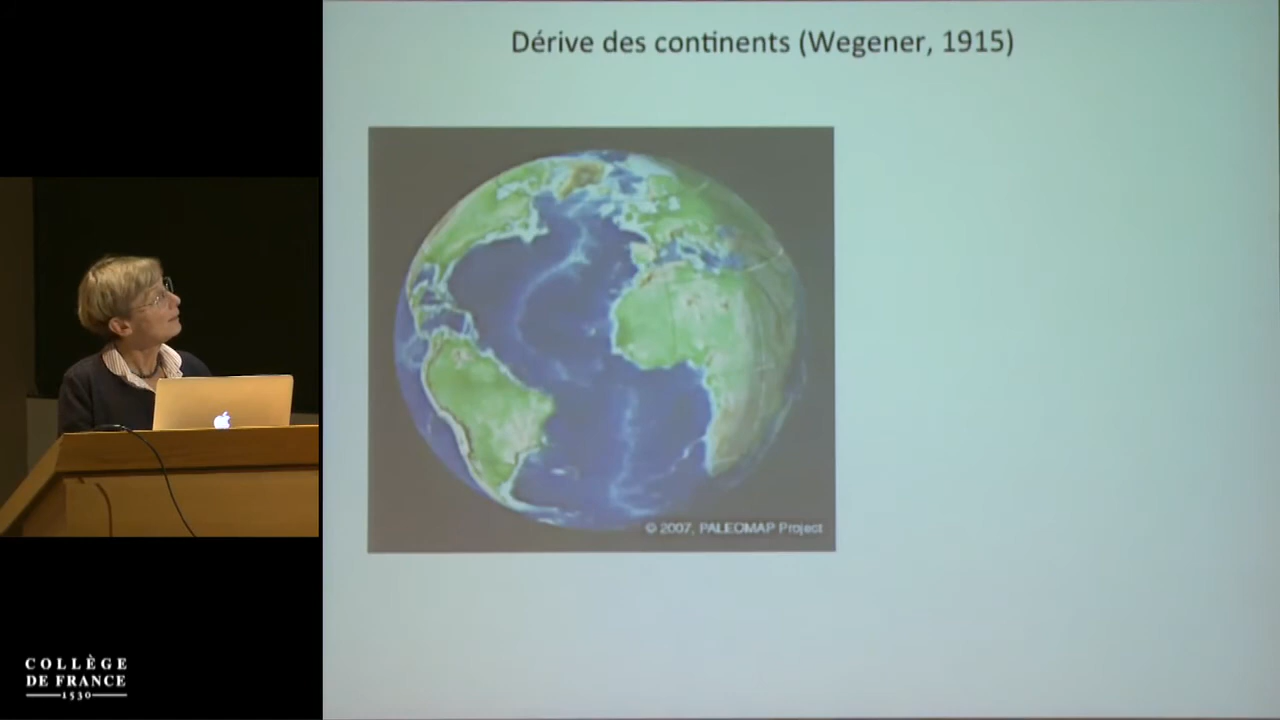 Dérive des continents (Wegener, 1915)
© 2007, PALEOMAP Project
COLLÈGE
DE FRANCE
1530